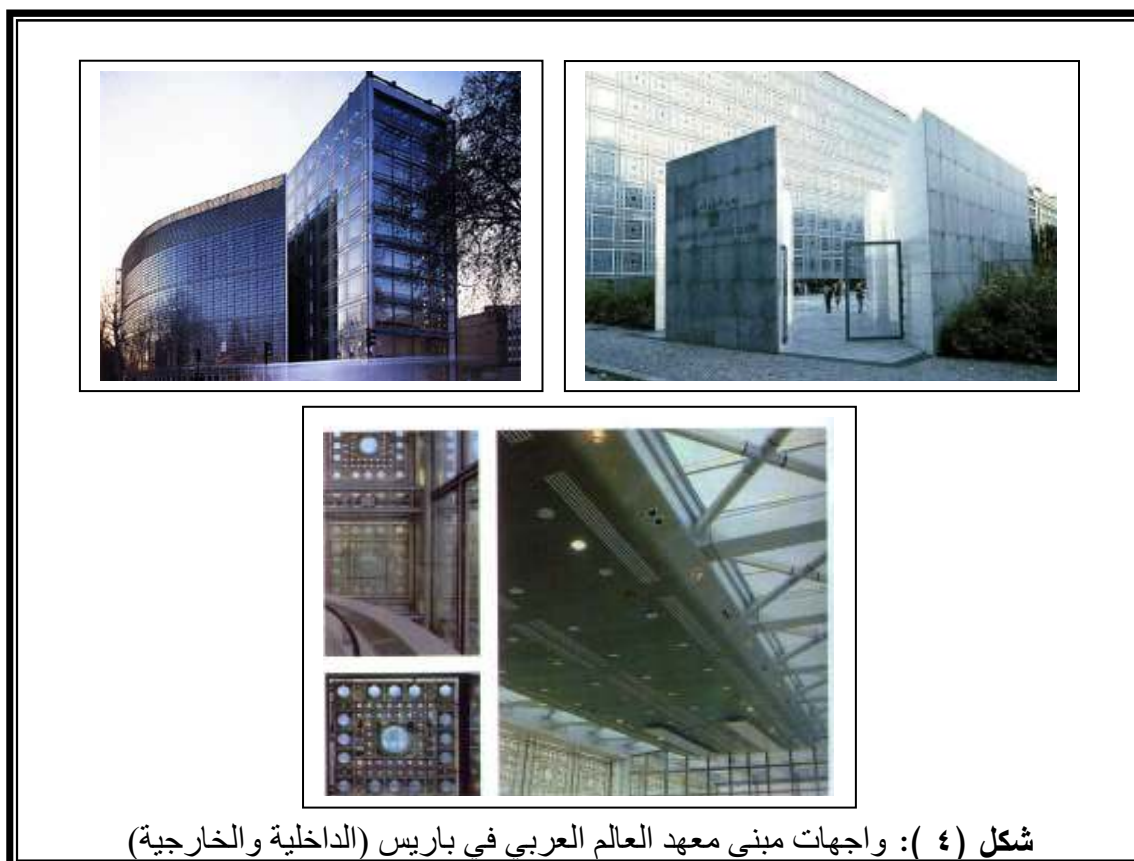 شكل (٤ ): واجهات مبنى معهد العالم العربي في باريس (الداخلية والخارجية)